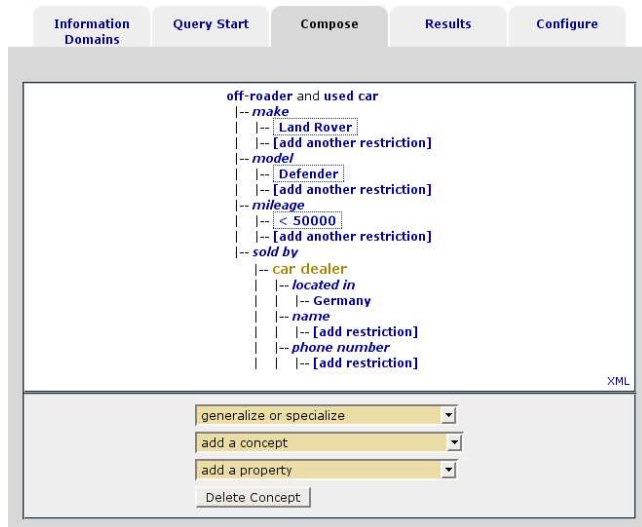 Information Domains
Query Start
Compose
Results
Configure
off-roader and used car
|-- make
| |-- Land Rover
| |-- [add another restriction]
|-- model
| |-- Defender
| |-- [add another restriction]
|-- mileage
| |-- < 50000
| |-- [add another restriction]
|-- sold by
|-- car dealer
| |-- located in
| | |-- Germany
| |-- name
| | |-- [add restriction]
| |-- phone number
| | |-- [add restriction]
XML
generalize or specialize
add a concept
add a property
Delete Concept